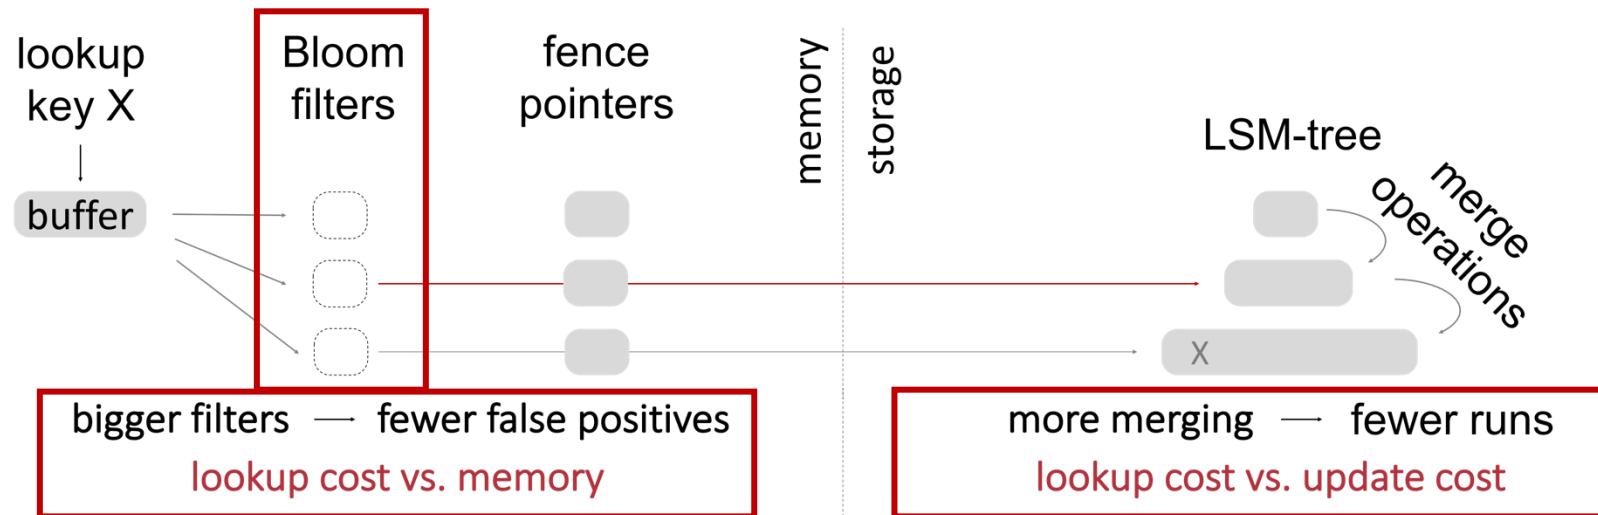 lookup
key X
buffer
Bloom
filters
fence
pointers
memory
storage
LSM-tree
merge
operations
X
bigger filters → fewer false positives
lookup cost vs. memory
more merging → fewer runs
lookup cost vs. update cost